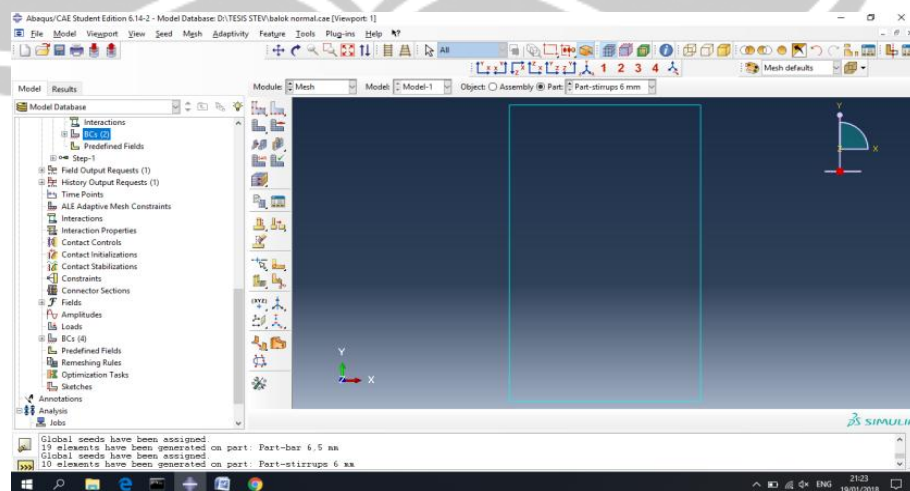 Abaqus/CAE Student Edition 6.14-2 - Model Database: D:\TESIS STEV\balok normal.cae [Viewport: 1]
File Model Viewport View Seed Mesh Adaptivity Feature Tools Plug-ins Help
All
1 2 3 4 Mesh defaults
Model Results Module: Mesh Model: Model-1 Object: Assembly Part: Part-stirrups 6 mm
Model Database
Interactions
BCs (2)
Predefined Fields
Step-1
Field Output Requests (1)
History Output Requests (1)
Time Points
ALE Adaptive Mesh Constraints
Interactions
Interaction Properties
Contact Controls
Contact Initializations
Contact Stabilizations
Constraints
Connector Sections
Fields
Amplitudes
Loads
BCs (4)
Predefined Fields
Remeshing Rules
Optimization Tasks
Sketches
Annotations
Analysis
Jobs
(XYZ)
Y
X
Z
Y
X
SIMULIA
Global seeds have been assigned.
19 elements have been generated on part: Part-bar 6.5 mm
Global seeds have been assigned.
10 elements have been generated on part: Part-stirrups 6 mm
ENG
21:23
19/01/2018